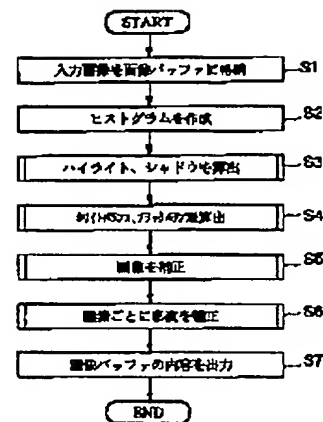 START
入力画像を画像バッファに格納 S1
ヒストグラムを作成 S2
ハイライト、シャドウを算出 S3
算出 S4
画像を補正 S5
画像ごとに彩度を補正 S6
画像バッファの内容を出力 S7
END